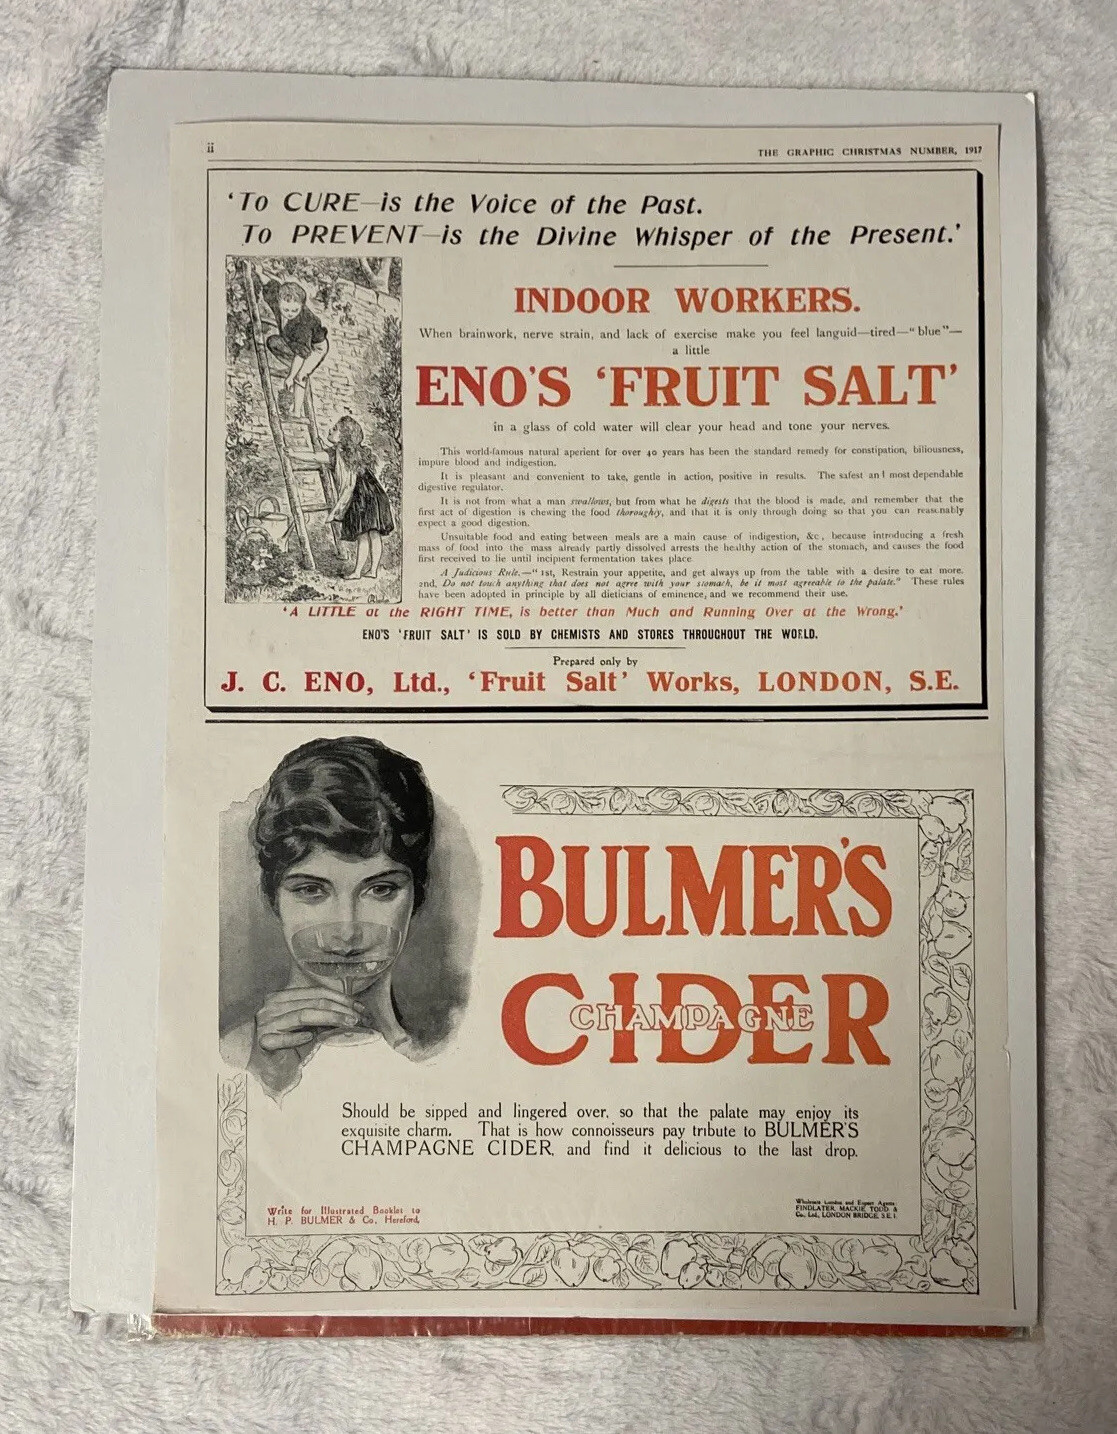 ii
THE GRAPHIC CHRISTMAS NUMBER, 1917
'To CURE—is the Voice of the Past.
To PREVENT—is the Divine Whisper of the Present.'
INDOOR WORKERS.
When brainwork, nerve strain, and lack of exercise make you feel languid—tired—"blue"—
a little
ENO'S 'FRUIT SALT'
in a glass of cold water will clear your head and tone your nerves.
This world-famous natural aperient for over 40 years has been the standard remedy for constipation, biliousness,
impure blood and indigestion.
It is pleasant and convenient to take, gentle in action, positive in results. The safest and most dependable
digestive regulator.
It is not from what a man swallows, but from what he digests that the blood is made, and remember that the
first act of digestion is chewing the food thoroughly, and that it is only through doing so that you can reasonably
expect a good digestion.
Unsuitable food and eating between meals are a main cause of indigestion, &c., because introducing a fresh
mass of food into the mass already partly dissolved arrests the healthy action of the stomach, and causes the food
first received to lie until incipient fermentation takes place.
A Judicious Rule.—"1st, Restrain your appetite, and get always up from the table with a desire to eat more.
2nd, Do not touch anything that does not agree with your stomach, be it most agreeable to the palate." These rules
have been adopted in principle by all dieticians of eminence, and we recommend their use.
'A LITTLE at the RIGHT TIME, is better than Much and Running Over at the Wrong.'
ENO'S 'FRUIT SALT' IS SOLD BY CHEMISTS AND STORES THROUGHOUT THE WORLD.
Prepared only by
J. C. ENO, Ltd., 'Fruit Salt' Works, LONDON, S.E.
BULMER'S
CIDER
CHAMPAGNE
Should be sipped and lingered over, so that the palate may enjoy its
exquisite charm. That is how connoisseurs pay tribute to BULMER'S
CHAMPAGNE CIDER, and find it delicious to the last drop.
Write for Illustrated Booklet to
H. P. BULMER & Co., Hereford,
Wholesale London and Export Agents:
FINDLATER, MACKIE, TODD &
Co., Ltd., LONDON BRIDGE, S.E.1.